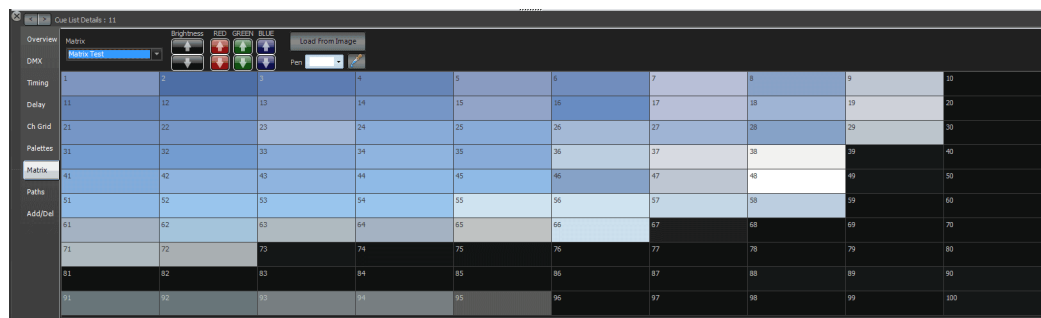 Cue List Details : 11
Overview
DMX
Timing
Delay
Ch Grid
Palettes
Matrix
Paths
Add/Del
Matrix
Matrix Test
Brightness RED GREEN BLUE
Load From Image
Pen
1 2 3 4 5 6 7 8 9 10
11 12 13 14 15 16 17 18 19 20
21 22 23 24 25 26 27 28 29 30
31 32 33 34 35 36 37 38 39 40
41 42 43 44 45 46 47 48 49 50
51 52 53 54 55 56 57 58 59 60
61 62 63 64 65 66 67 68 69 70
71 72 73 74 75 76 77 78 79 80
81 82 83 84 85 86 87 88 89 90
91 92 93 94 95 96 97 98 99 100